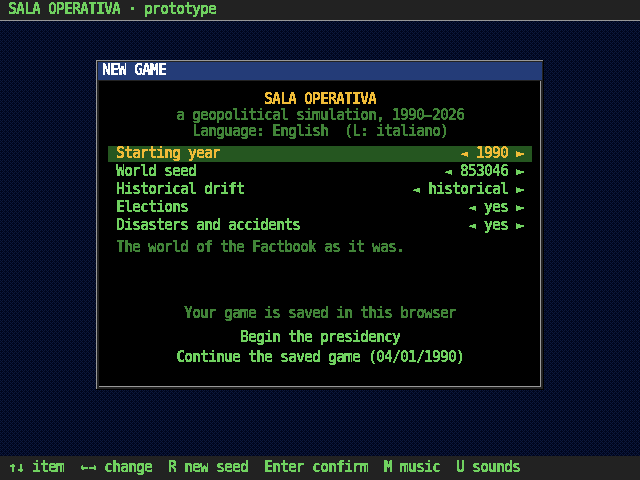 SALA OPERATIVA · prototype
NEW GAME
SALA OPERATIVA
a geopolitical simulation, 1990–2026
Language: English (L: italiano)
Starting year ◄ 1990 ►
World seed ◄ 853046 ►
Historical drift ◄ historical ►
Elections ◄ yes ►
Disasters and accidents ◄ yes ►
The world of the Factbook as it was.
Your game is saved in this browser
Begin the presidency
Continue the saved game (04/01/1990)
↑↓ item ←→ change R new seed Enter confirm M music U sounds